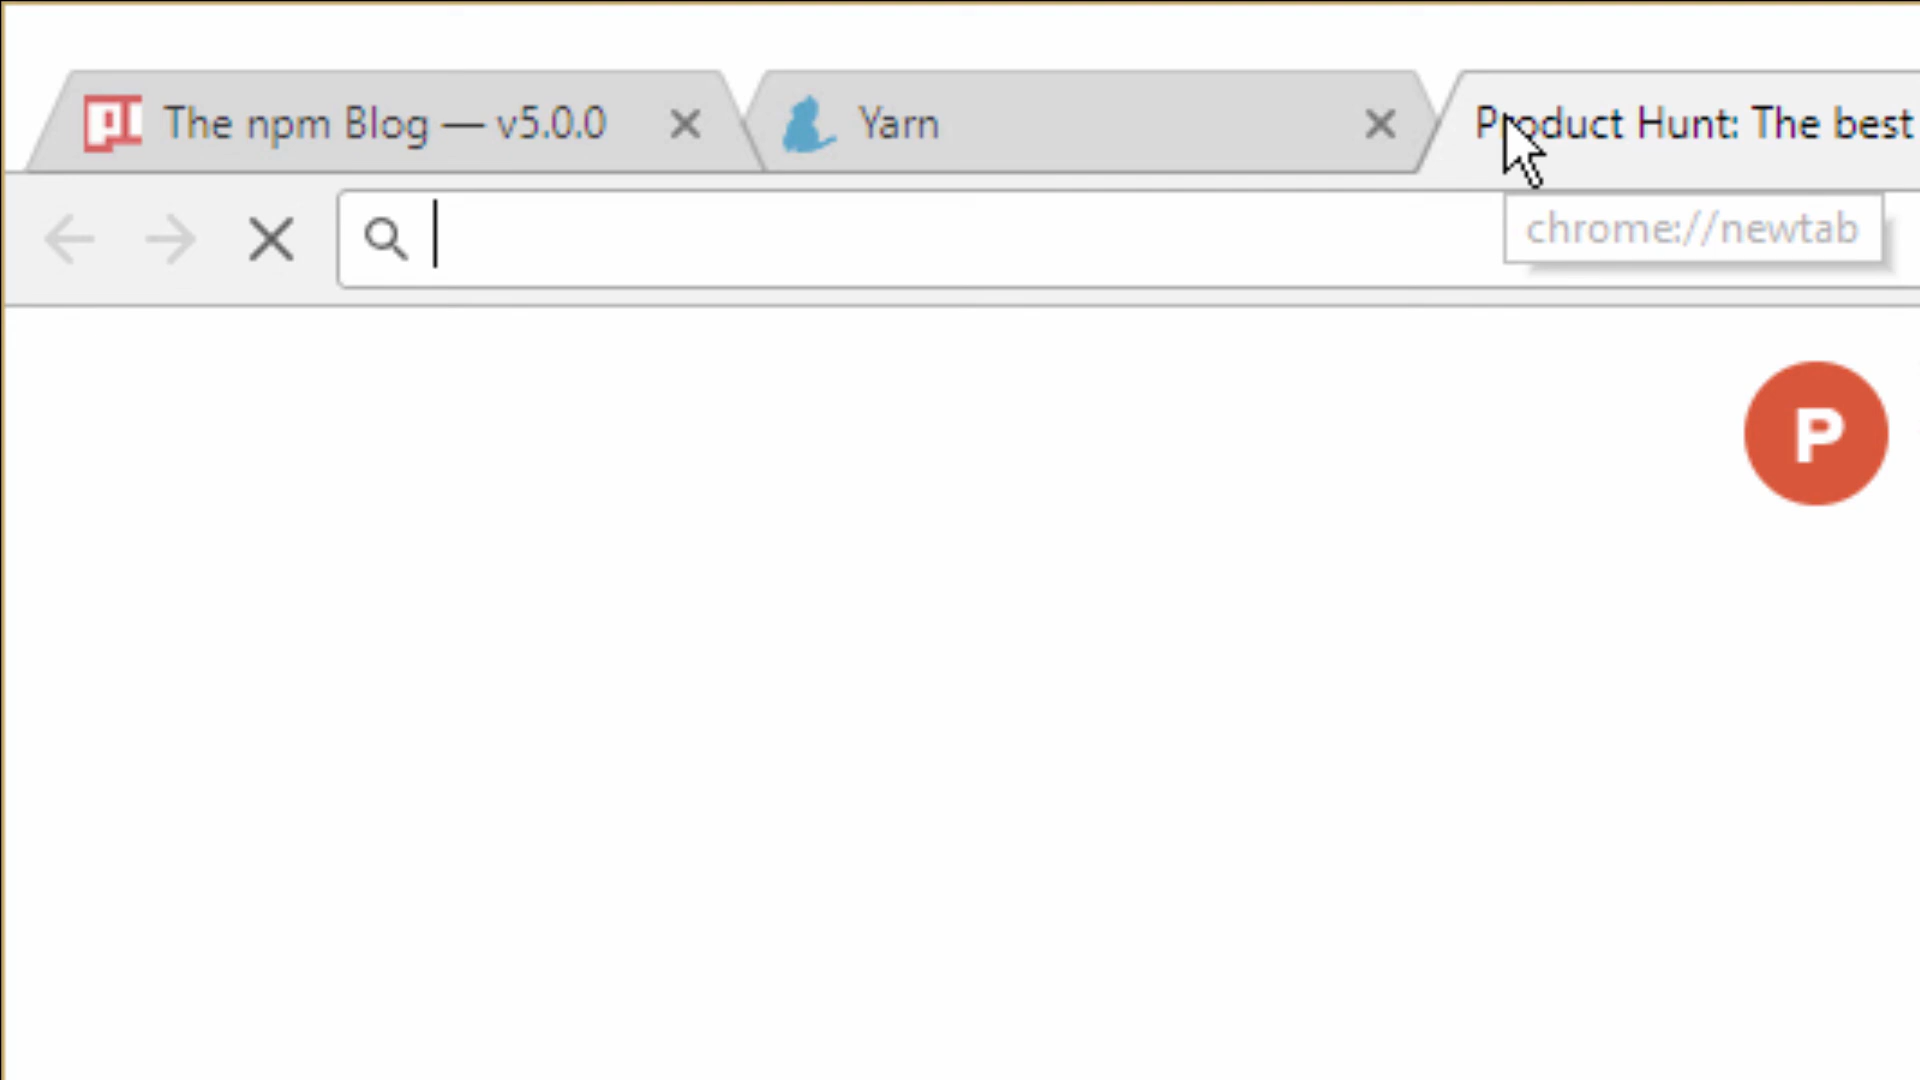 The npm Blog — v5.0.0
Yarn
Product Hunt: The best
chrome://newtab
P